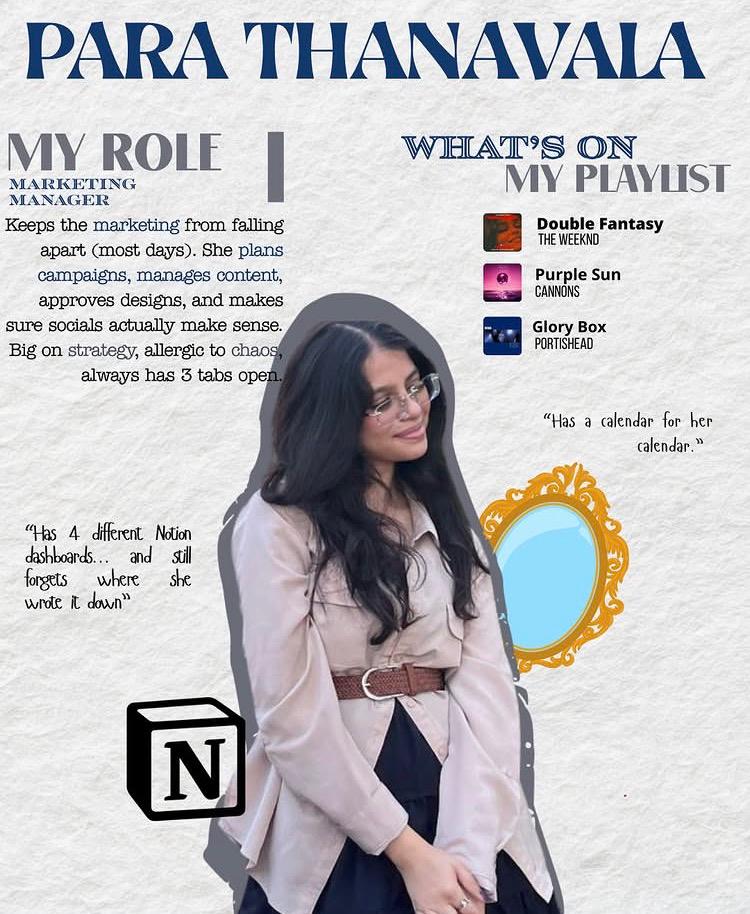 PARA THANAVALA
MY ROLE
MARKETING
MANAGER
Keeps the marketing from falling
apart (most days). She plans
campaigns, manages content,
approves designs, and makes
sure socials actually make sense.
Big on strategy, allergic to chaos,
always has 3 tabs open.
WHAT'S ON
MY PLAYLIST
Double Fantasy
THE WEEKND
Purple Sun
CANNONS
Glory Box
PORTISHEAD
"Has a calendar for her
calendar."
"Has 4 different Notion
dashboards... and still
forgets where she
wrote it down"
N